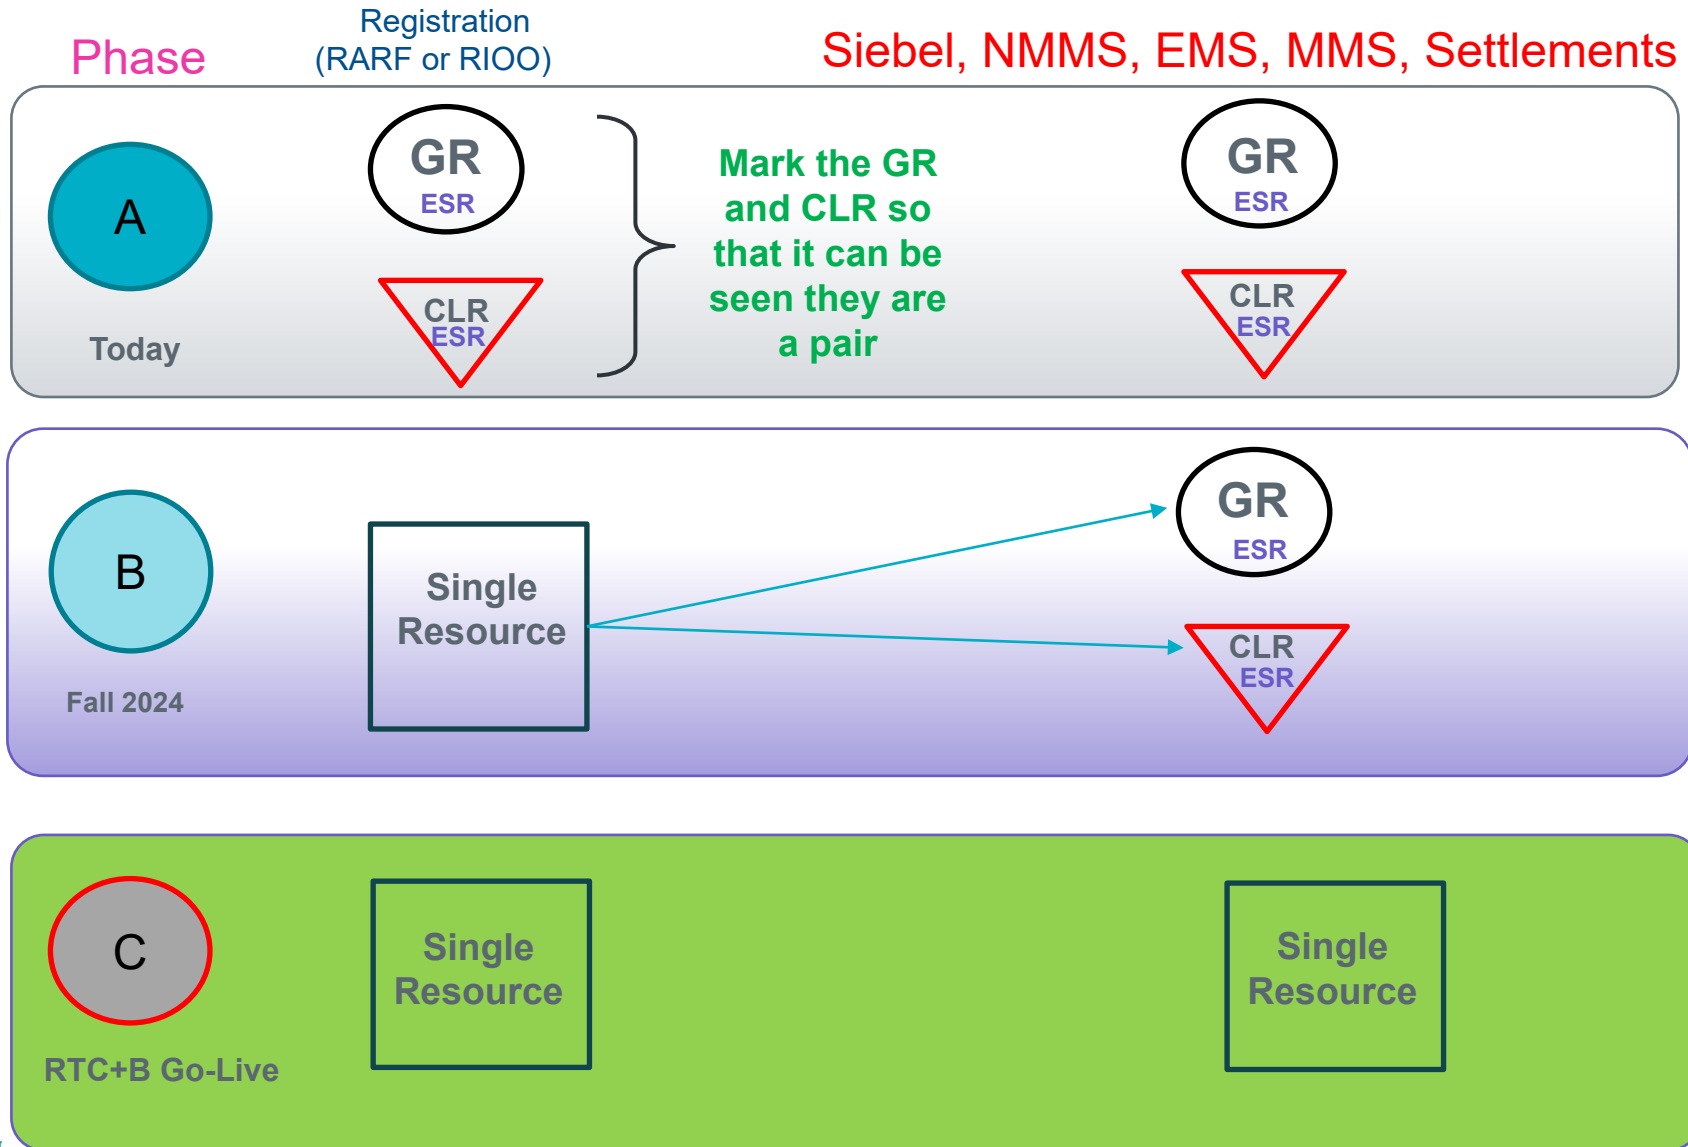 Phase
Registration
(RARF or RIOO)
Siebel, NMMS, EMS, MMS, Settlements
A
Today
GR
ESR
CLR
ESR
Mark the GR
and CLR so
that it can be
seen they are
a pair
GR
ESR
CLR
ESR
B
Fall 2024
Single
Resource
GR
ESR
CLR
ESR
C
RTC+B Go-Live
Single
Resource
Single
Resource